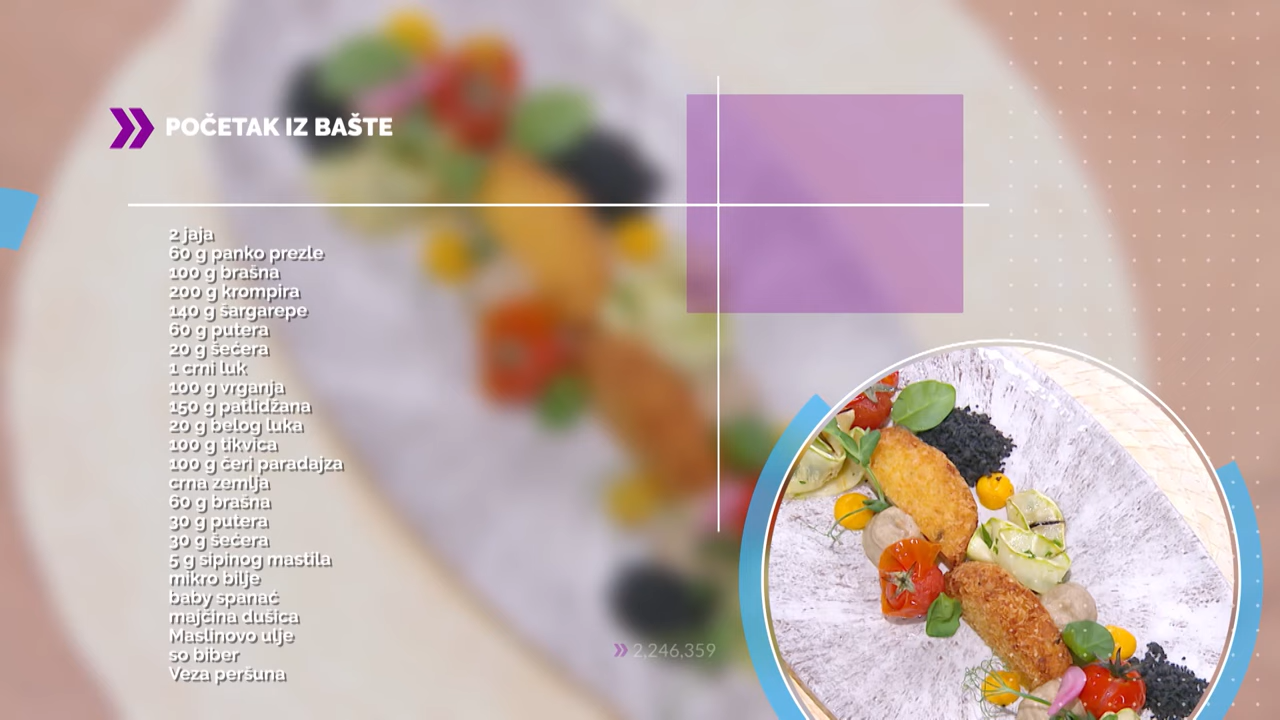 POČETAK IZ BAŠTE
2 jaja
60 g panko prezle
100 g brašna
200 g krompira
140 g šargarepe
60 g putera
20 g šećera
1 crni luk
100 g vrganja
150 g patlidžana
20 g belog luka
100 g tikvica
100 g čeri paradajza
crna zemlja
60 g brašna
30 g putera
30 g šećera
5 g sipinog mastila
mikro bilje
baby spanać
majčina dušica
Maslinovo ulje
so biber
Veza peršuna
2,246,359